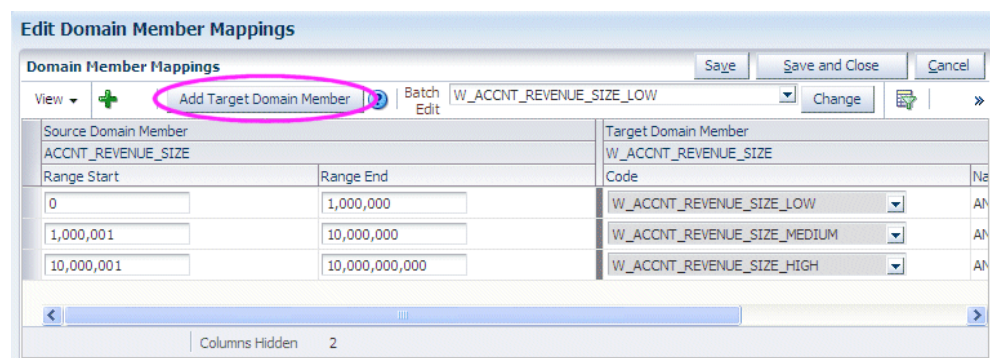 Edit Domain Member Mappings
Domain Member Mappings Save Save and Close Cancel
View Add Target Domain Member ? Batch Edit W_ACCNT_REVENUE_SIZE_LOW Change »
Source Domain Member Target Domain Member
ACCNT_REVENUE_SIZE W_ACCNT_REVENUE_SIZE
Range Start Range End Code Na
0 1,000,000 W_ACCNT_REVENUE_SIZE_LOW AN
1,000,001 10,000,000 W_ACCNT_REVENUE_SIZE_MEDIUM AN
10,000,001 10,000,000,000 W_ACCNT_REVENUE_SIZE_HIGH AN
Columns Hidden 2